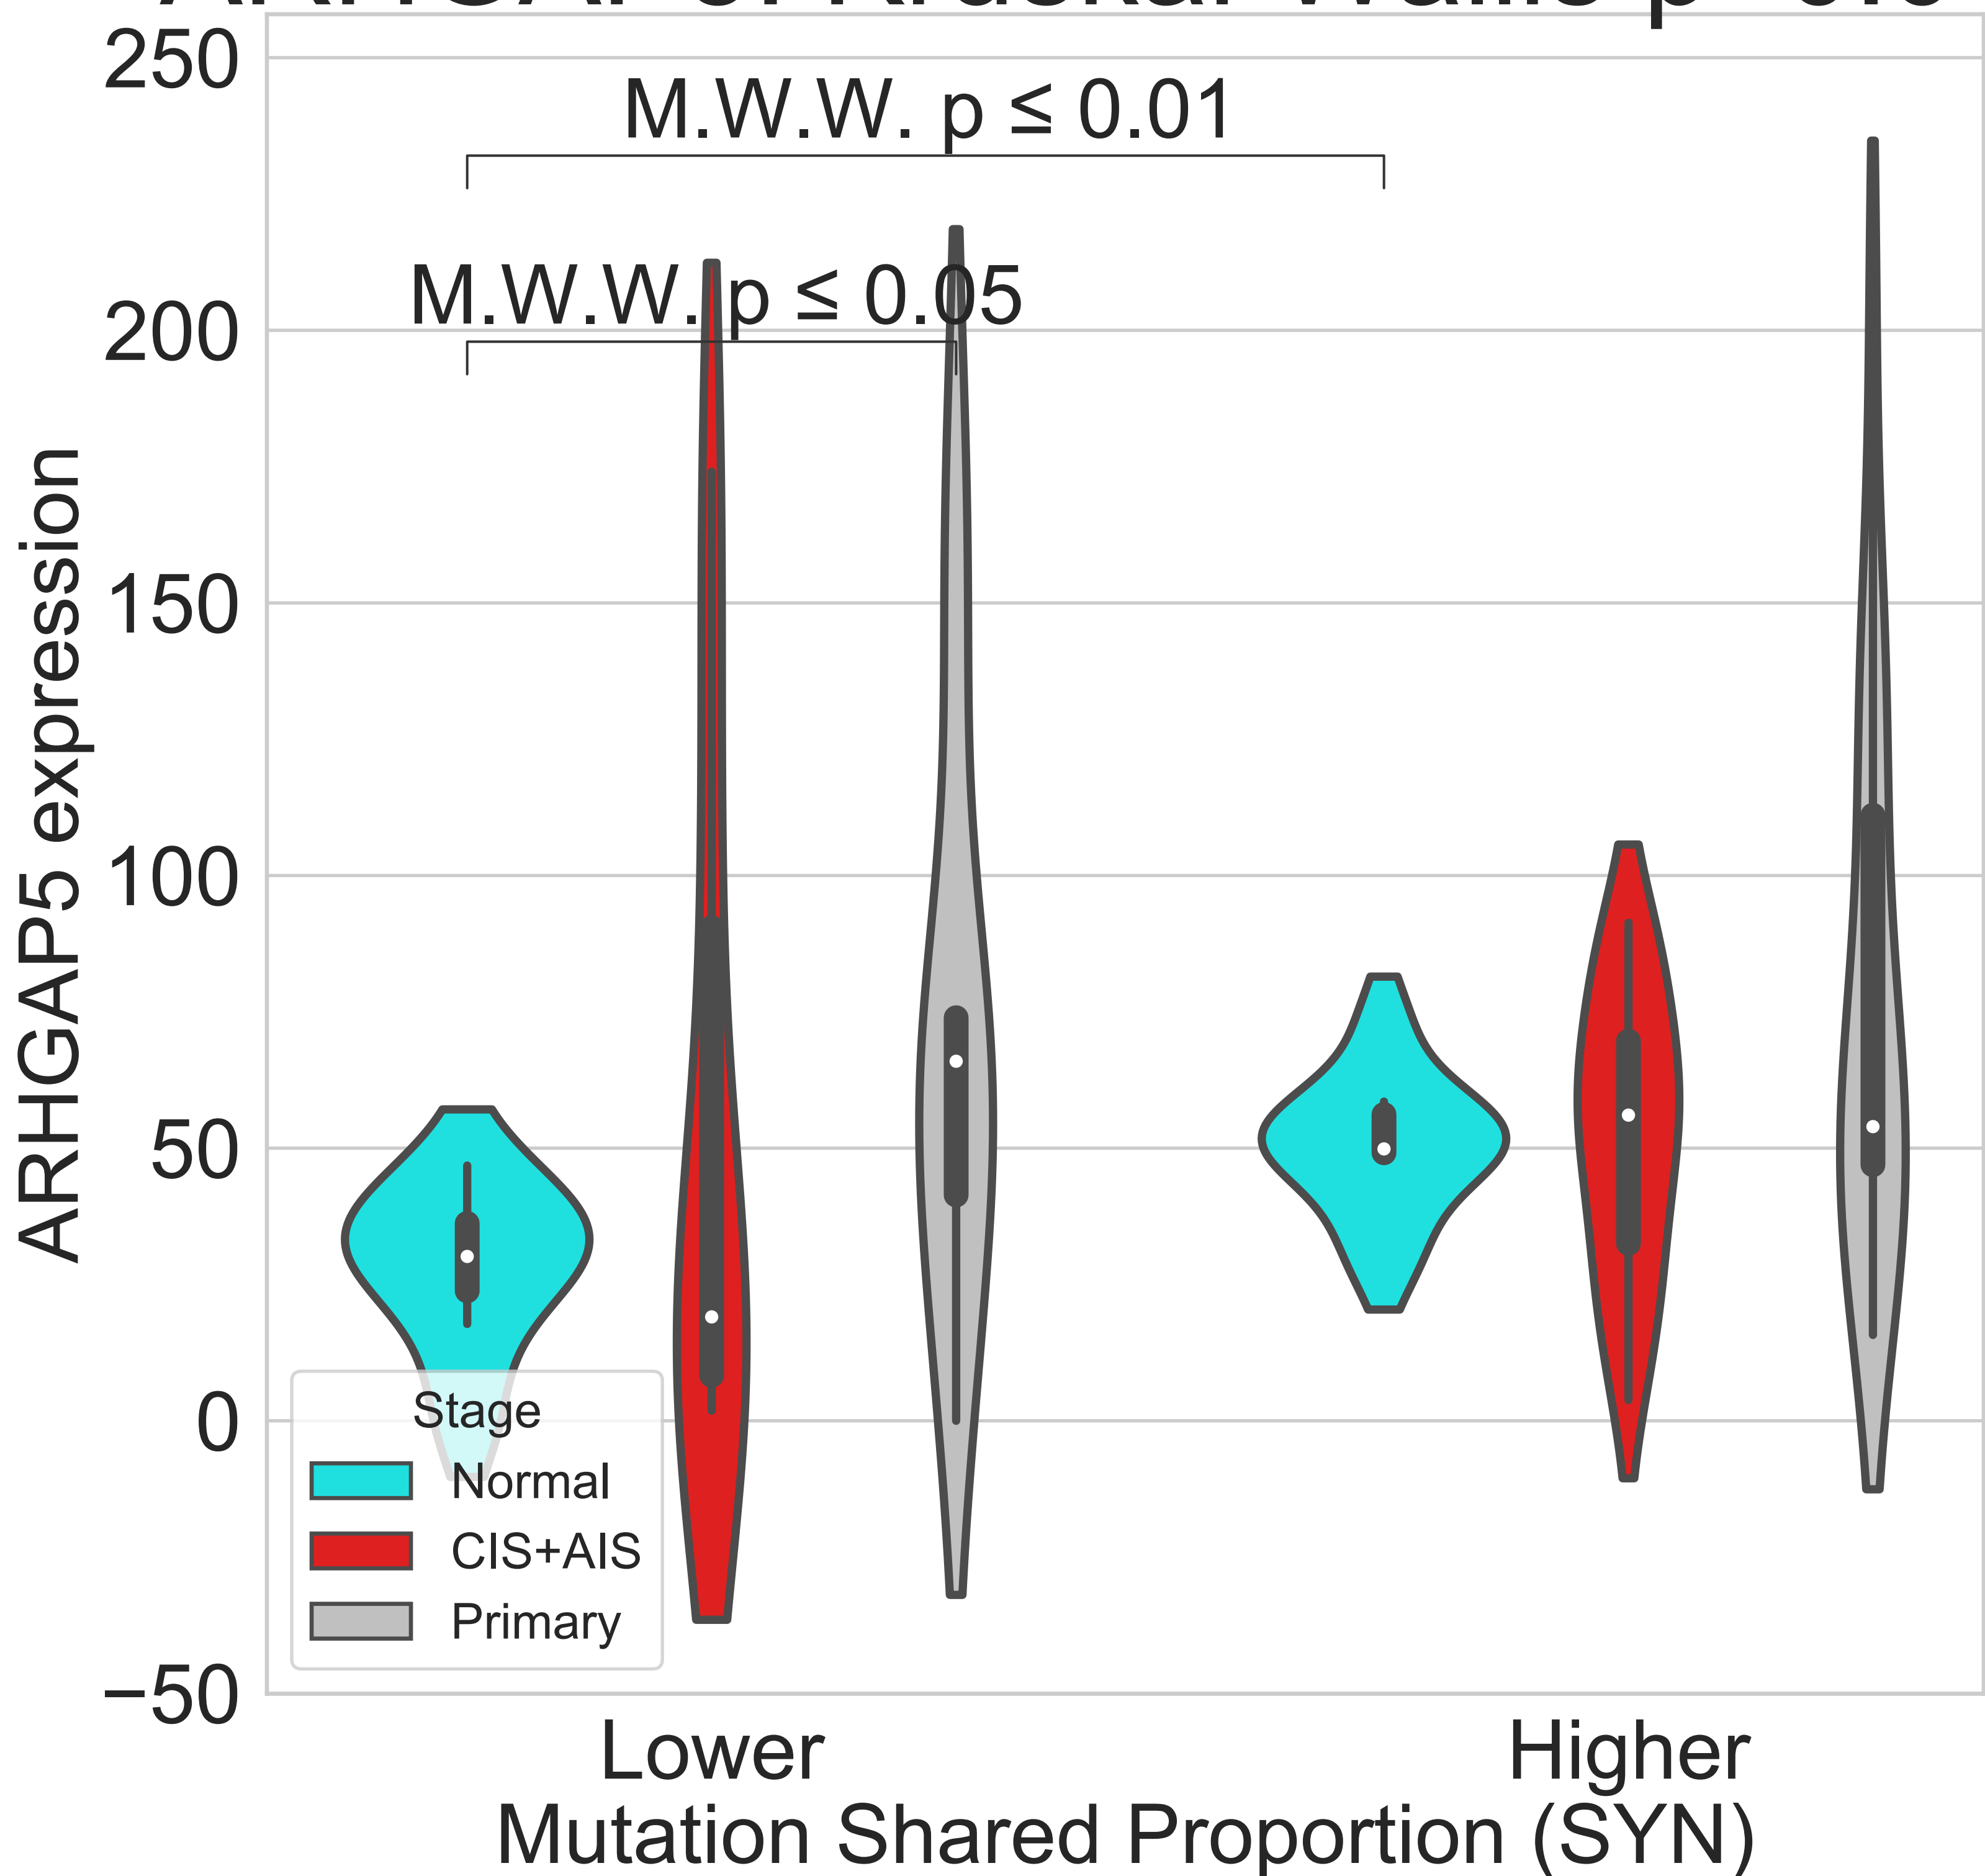 250
M.W.W. p ≤ 0.01
M.W.W. p ≤ 0.05
200
150
100
50
0
−50
ARHGAP5 expression
Stage
Normal
CIS+AIS
Primary
Lower
Higher
Mutation Shared Proportion (SYN)